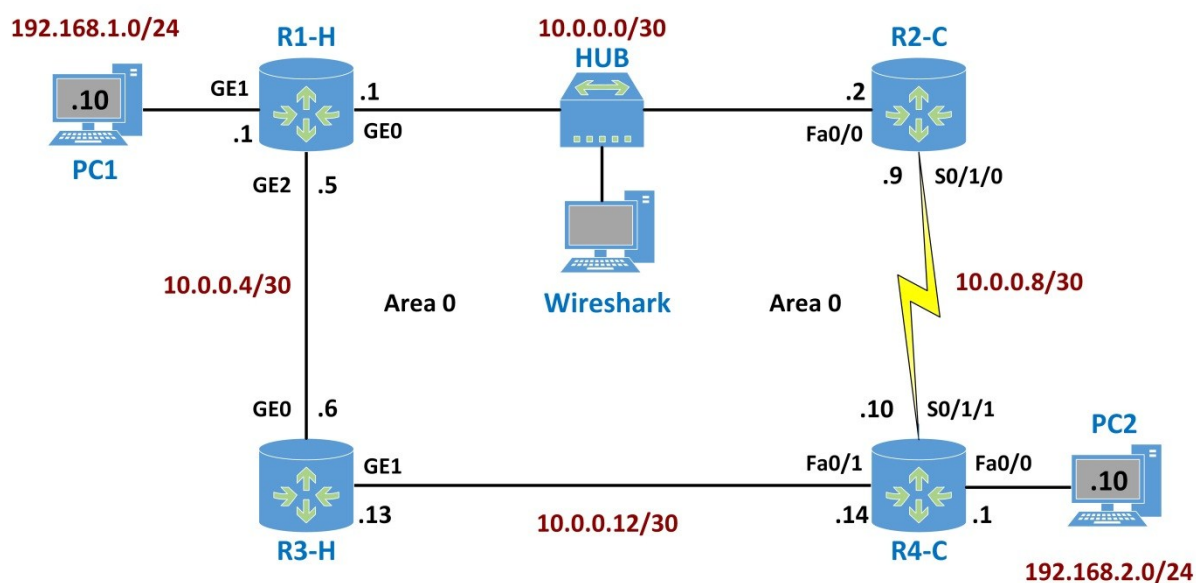 192.168.1.0/24
R1-H
10.0.0.0/30
HUB
R2-C
.10
GE1
.1
.1
GE0
.2
Fa0/0
PC1
GE2
.5
.9
S0/1/0
10.0.0.4/30
Area 0
Wireshark
Area 0
10.0.0.8/30
GE0
.6
.10
S0/1/1
PC2
GE1
Fa0/1
Fa0/0
.10
.13
10.0.0.12/30
.14
.1
R3-H
R4-C
192.168.2.0/24